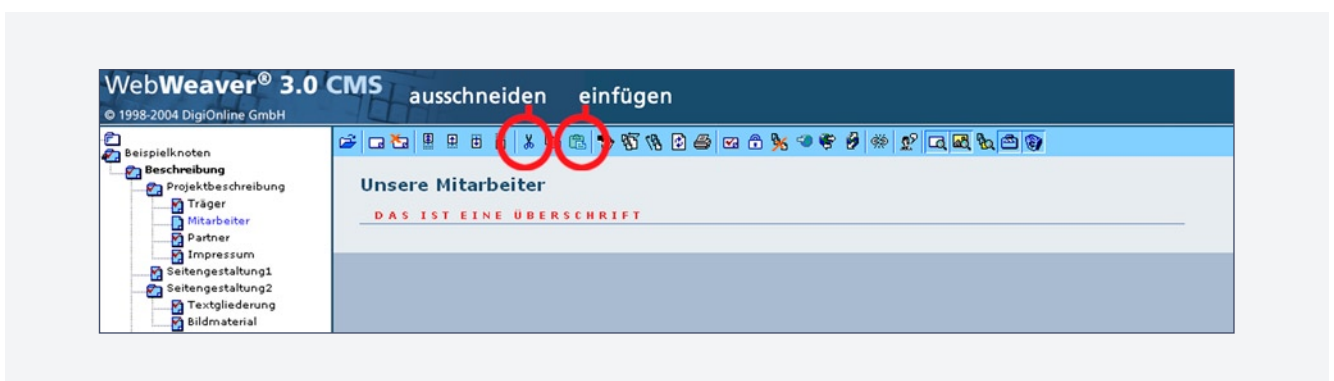 WebWeaver® 3.0 CMS
ausschneiden einfügen
© 1998-2004 DigiOnline GmbH
Beispielknoten
Beschreibung
Projektbeschreibung
Träger
Mitarbeiter
Partner
Impressum
Seitengestaltung1
Seitengestaltung2
Textgliederung
Bildmaterial
Unsere Mitarbeiter
DAS IST EINE ÜBERSCHRIFT